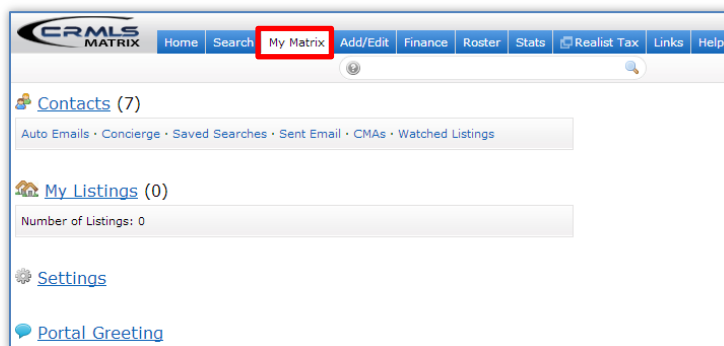 CRMLS
MATRIX
Home Search My Matrix Add/Edit Finance Roster Stats Realist Tax Links Help
Contacts (7)
Auto Emails · Concierge · Saved Searches · Sent Email · CMAs · Watched Listings
My Listings (0)
Number of Listings: 0
Settings
Portal Greeting